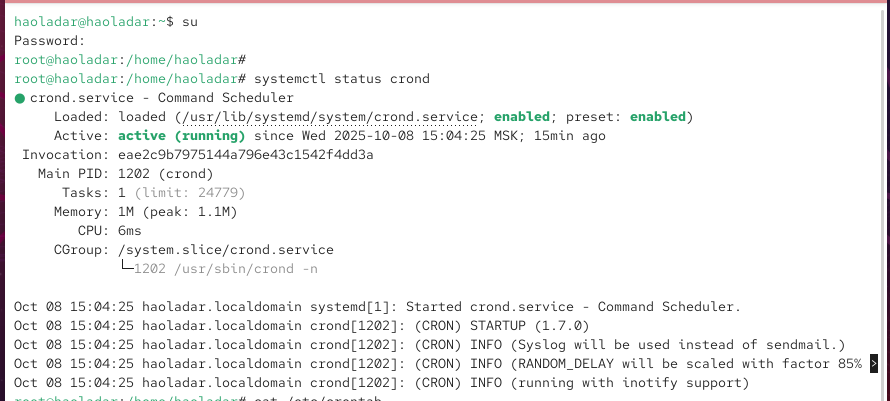 haoladar@haoladar:~$ su
Password:
root@haoladar:/home/haoladar#
root@haoladar:/home/haoladar# systemctl status crond
● crond.service - Command Scheduler
     Loaded: loaded (/usr/lib/systemd/system/crond.service; enabled; preset: enabled)
     Active: active (running) since Wed 2025-10-08 15:04:25 MSK; 15min ago
 Invocation: eae2c9b7975144a796e43c1542f4dd3a
   Main PID: 1202 (crond)
      Tasks: 1 (limit: 24779)
     Memory: 1M (peak: 1.1M)
        CPU: 6ms
     CGroup: /system.slice/crond.service
             └─1202 /usr/sbin/crond -n
Oct 08 15:04:25 haoladar.localdomain systemd[1]: Started crond.service - Command Scheduler.
Oct 08 15:04:25 haoladar.localdomain crond[1202]: (CRON) STARTUP (1.7.0)
Oct 08 15:04:25 haoladar.localdomain crond[1202]: (CRON) INFO (Syslog will be used instead of sendmail.)
Oct 08 15:04:25 haoladar.localdomain crond[1202]: (CRON) INFO (RANDOM_DELAY will be scaled with factor 85% >
Oct 08 15:04:25 haoladar.localdomain crond[1202]: (CRON) INFO (running with inotify support)
root@haoladar:/home/haoladar# cat /etc/crontab